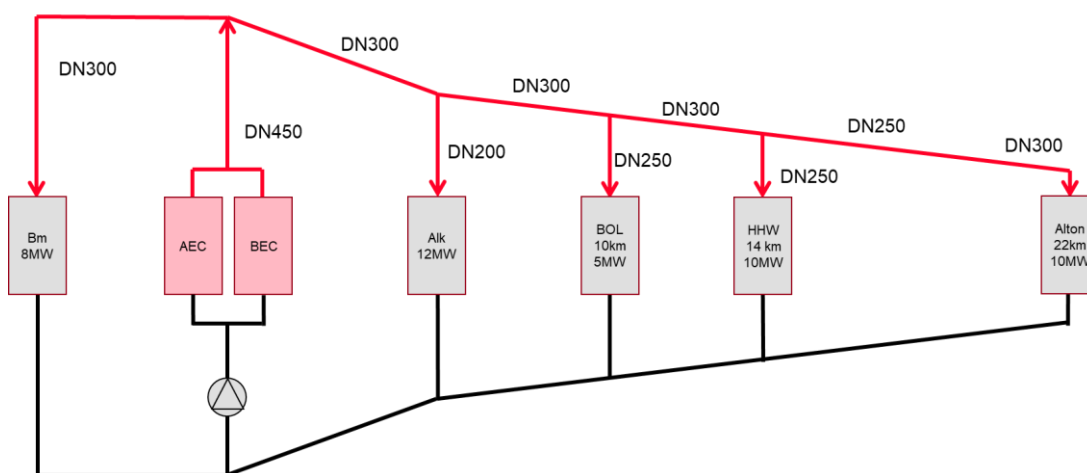 DN300
DN300
DN300
DN300
DN250
DN300
DN450
DN200
DN250
DN250
Bm
8MW
AEC
BEC
Alk
12MW
BOL
10km
5MW
HHW
14 km
10MW
Alton
22km
10MW